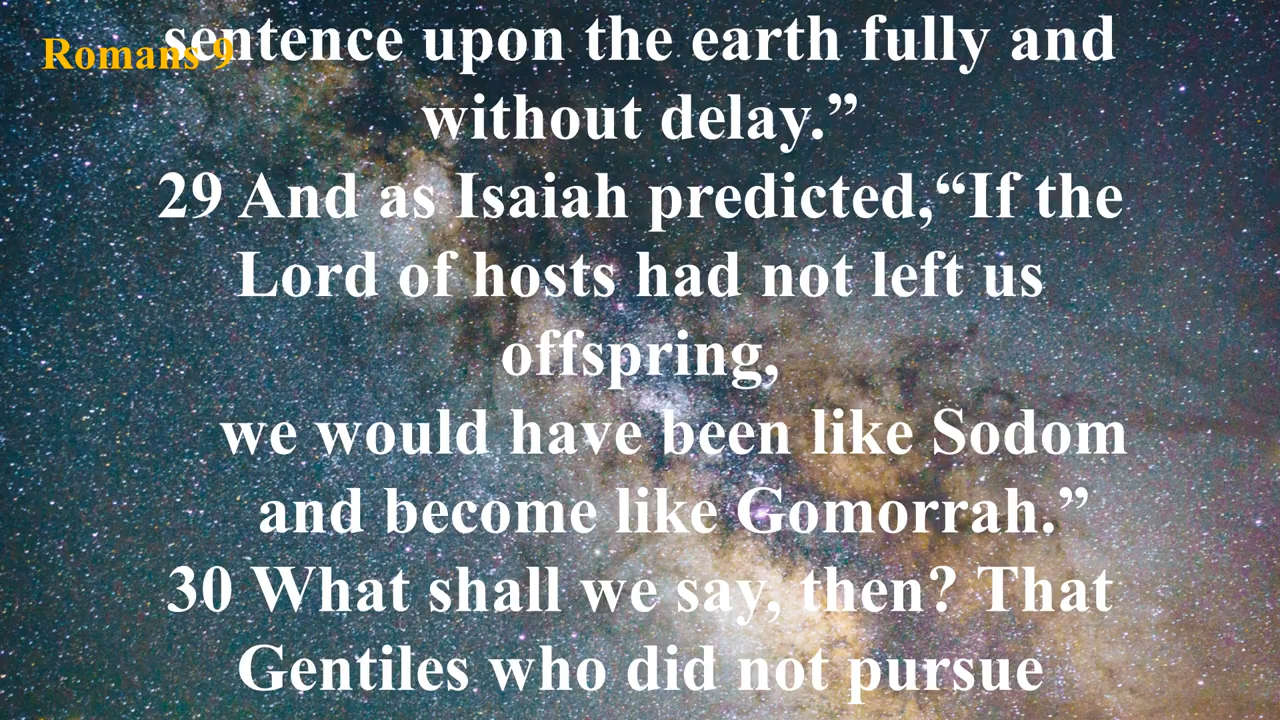 Romans 9
sentence upon the earth fully and
without delay.”
29 And as Isaiah predicted,“If the
Lord of hosts had not left us
offspring,
we would have been like Sodom
and become like Gomorrah.”
30 What shall we say, then? That
Gentiles who did not pursue